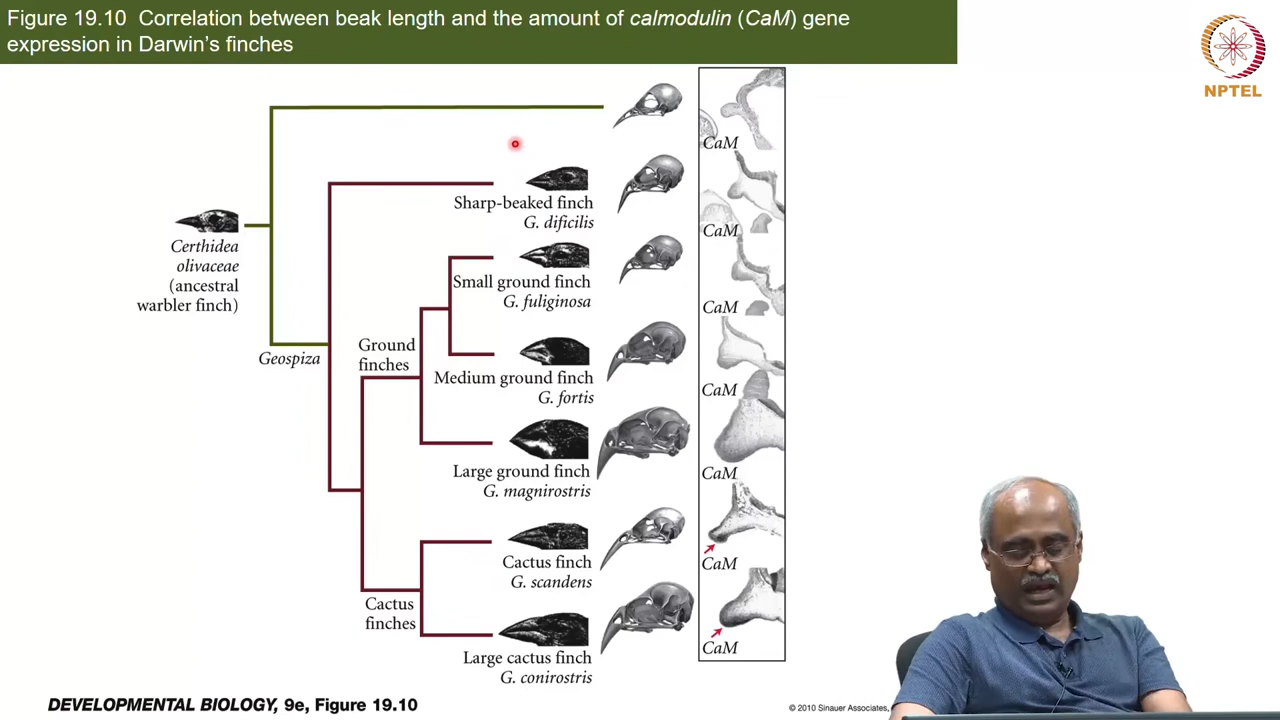 Figure 19.10 Correlation between beak length and the amount of calmodulin (CaM) gene
expression in Darwin's finches
NPTEL
CaM
Sharp-beaked finch
G. dificilis
CaM
Certhidea
olivaceae
(ancestral
warbler finch)
Small ground finch
G. fuliginosa
CaM
Geospiza
Ground
finches
Medium ground finch
G. fortis
CaM
Large ground finch
G. magnirostris
CaM
Cactus finch
G. scandens
CaM
Cactus
finches
Large cactus finch
G. conirostris
CaM
DEVELOPMENTAL BIOLOGY, 9e, Figure 19.10
© 2010 Sinauer Associates,